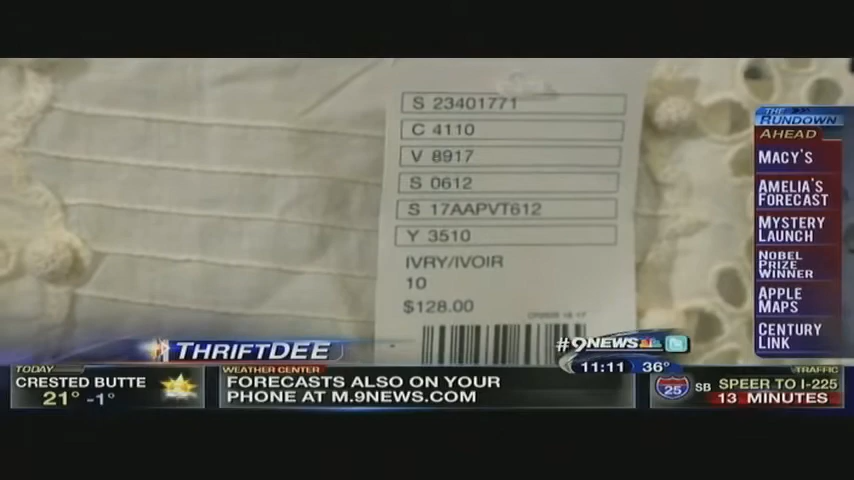 S 23401771
C 4110
V 8917
S 0612
S 17AAPVT612
Y 3510
IVRY/IVOIR
10
$128.00
THE RUNDOWN
AHEAD
MACY'S
AMELIA'S
FORECAST
MYSTERY
LAUNCH
NOBEL
PRIZE
WINNER
APPLE
MAPS
CENTURY
LINK
THRIFTDEE
#9NEWS
11:11 36°
TODAY
CRESTED BUTTE
21° -1°
WEATHER CENTER
FORECASTS ALSO ON YOUR
PHONE AT M.9NEWS.COM
TRAFFIC
25 SB SPEER TO I-225
13 MINUTES